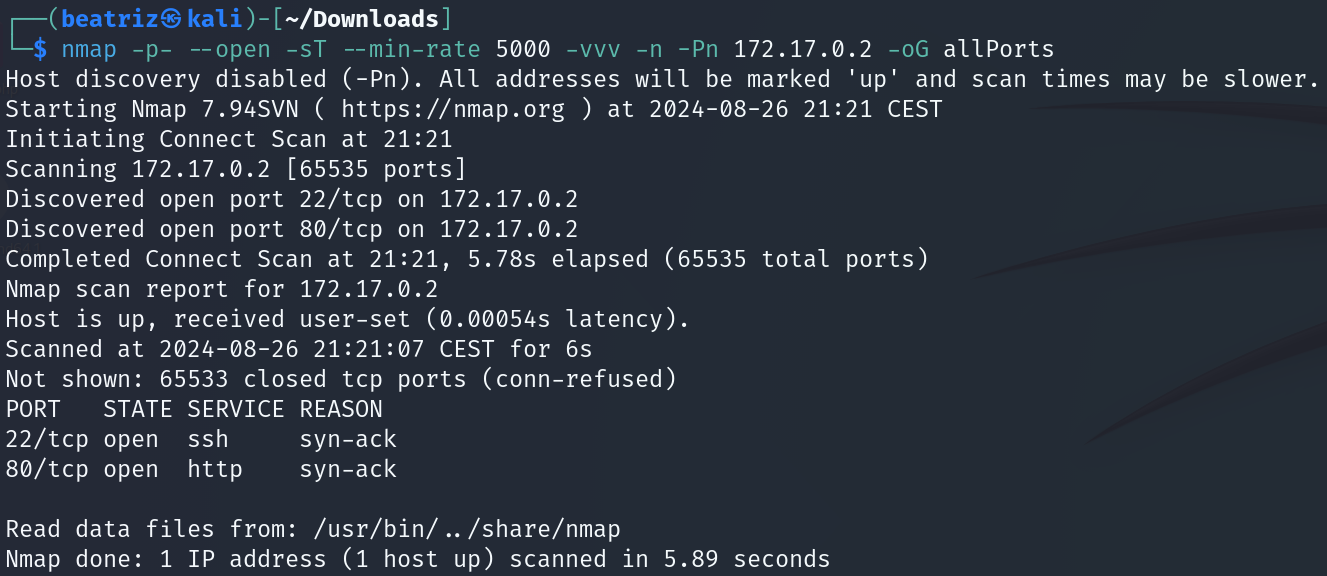 ┌──(beatriz㉿kali)-[~/Downloads]
└─$ nmap -p- --open -sT --min-rate 5000 -vvv -n -Pn 172.17.0.2 -oG allPorts
Host discovery disabled (-Pn). All addresses will be marked 'up' and scan times may be slower.
Starting Nmap 7.94SVN ( https://nmap.org ) at 2024-08-26 21:21 CEST
Initiating Connect Scan at 21:21
Scanning 172.17.0.2 [65535 ports]
Discovered open port 22/tcp on 172.17.0.2
Discovered open port 80/tcp on 172.17.0.2
Completed Connect Scan at 21:21, 5.78s elapsed (65535 total ports)
Nmap scan report for 172.17.0.2
Host is up, received user-set (0.00054s latency).
Scanned at 2024-08-26 21:21:07 CEST for 6s
Not shown: 65533 closed tcp ports (conn-refused)
PORT   STATE SERVICE REASON
22/tcp open  ssh     syn-ack
80/tcp open  http    syn-ack
Read data files from: /usr/bin/../share/nmap
Nmap done: 1 IP address (1 host up) scanned in 5.89 seconds